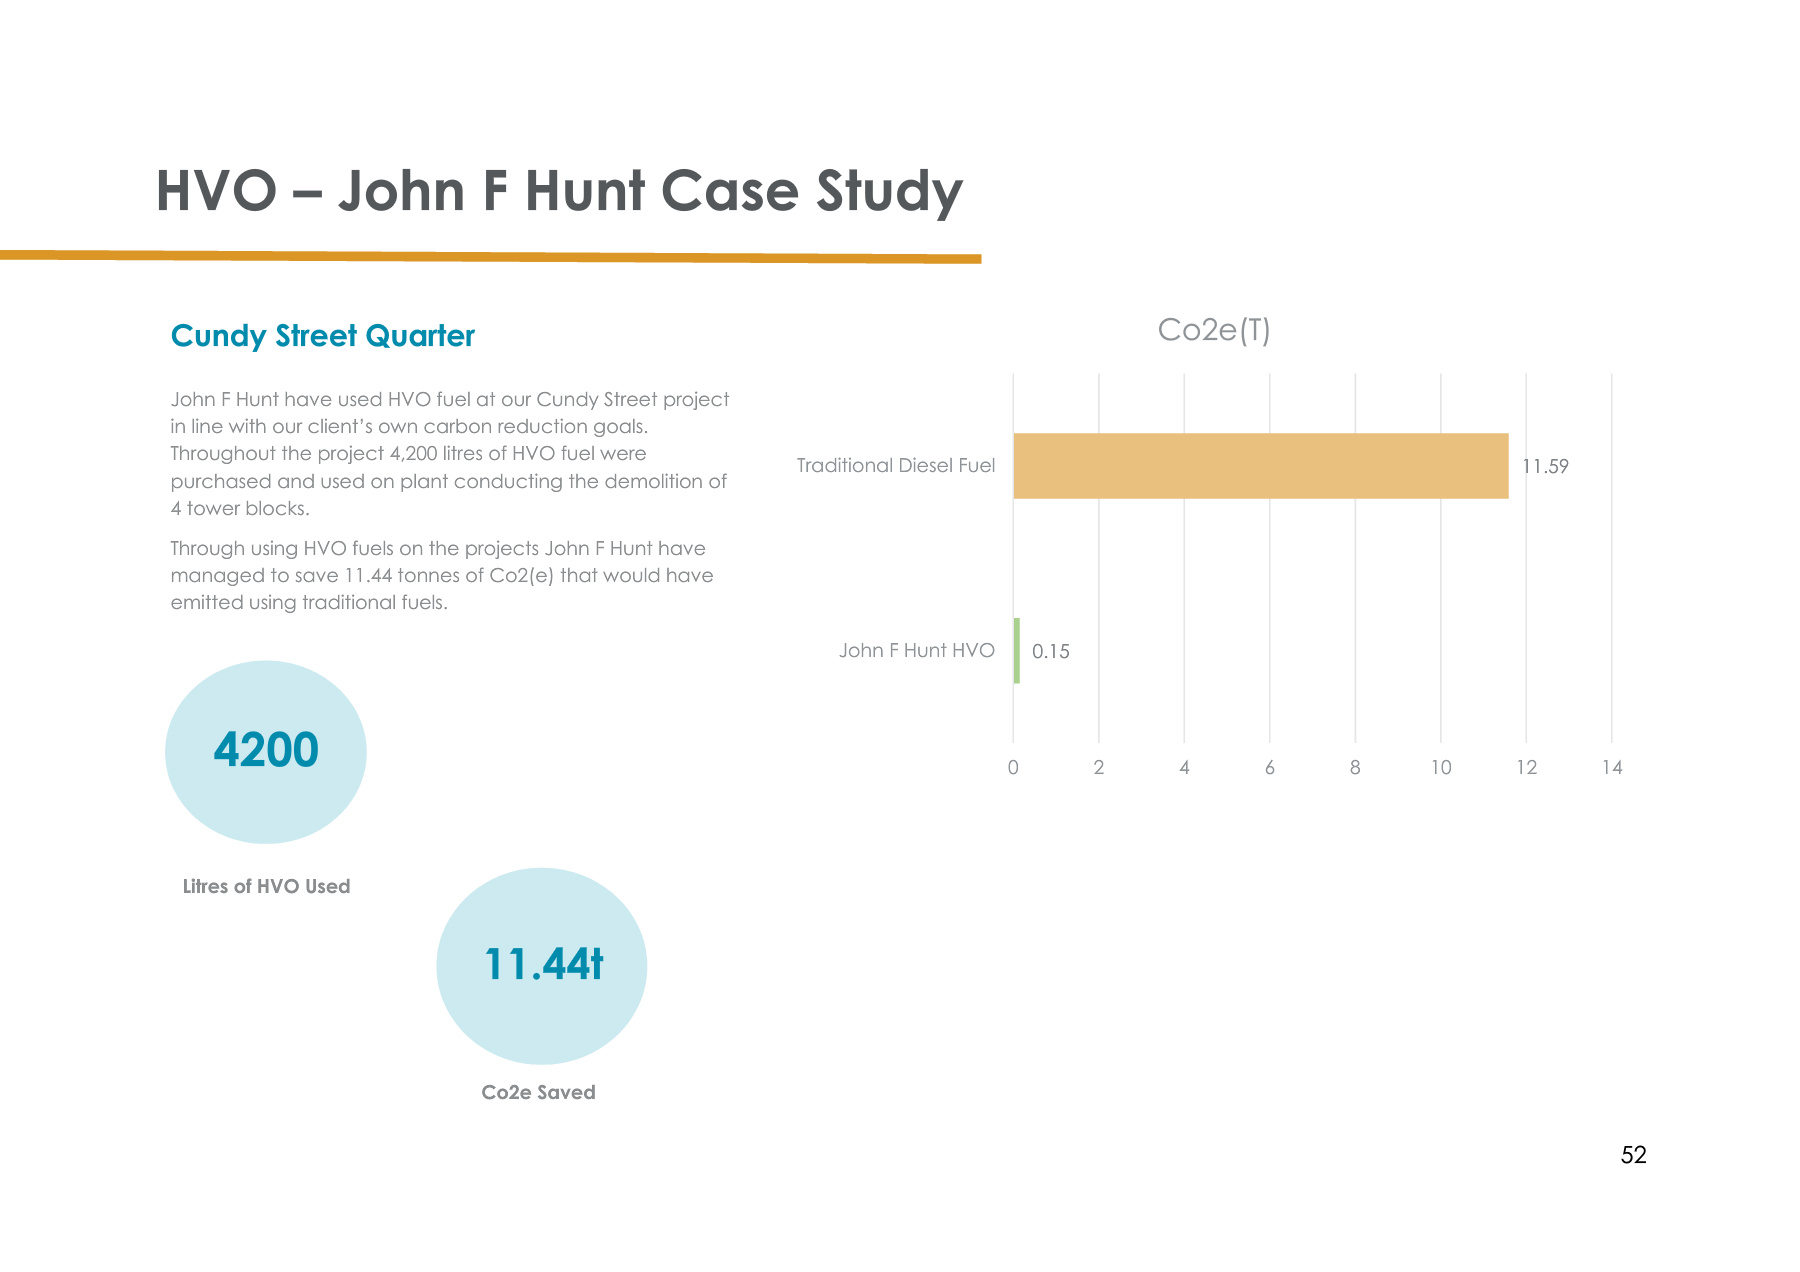 HVO – John F Hunt Case Study
Cundy Street Quarter
John F Hunt have used HVO fuel at our Cundy Street project
in line with our client’s own carbon reduction goals.
Throughout the project 4,200 litres of HVO fuel were
purchased and used on plant conducting the demolition of
4 tower blocks.
Through using HVO fuels on the projects John F Hunt have
managed to save 11.44 tonnes of Co2(e) that would have
emitted using traditional fuels.
4200
Litres of HVO Used
11.44t
Co2e Saved
Co2e(T)
Traditional Diesel Fuel
11.59
John F Hunt HVO
0.15
0 2 4 6 8 10 12 14
52